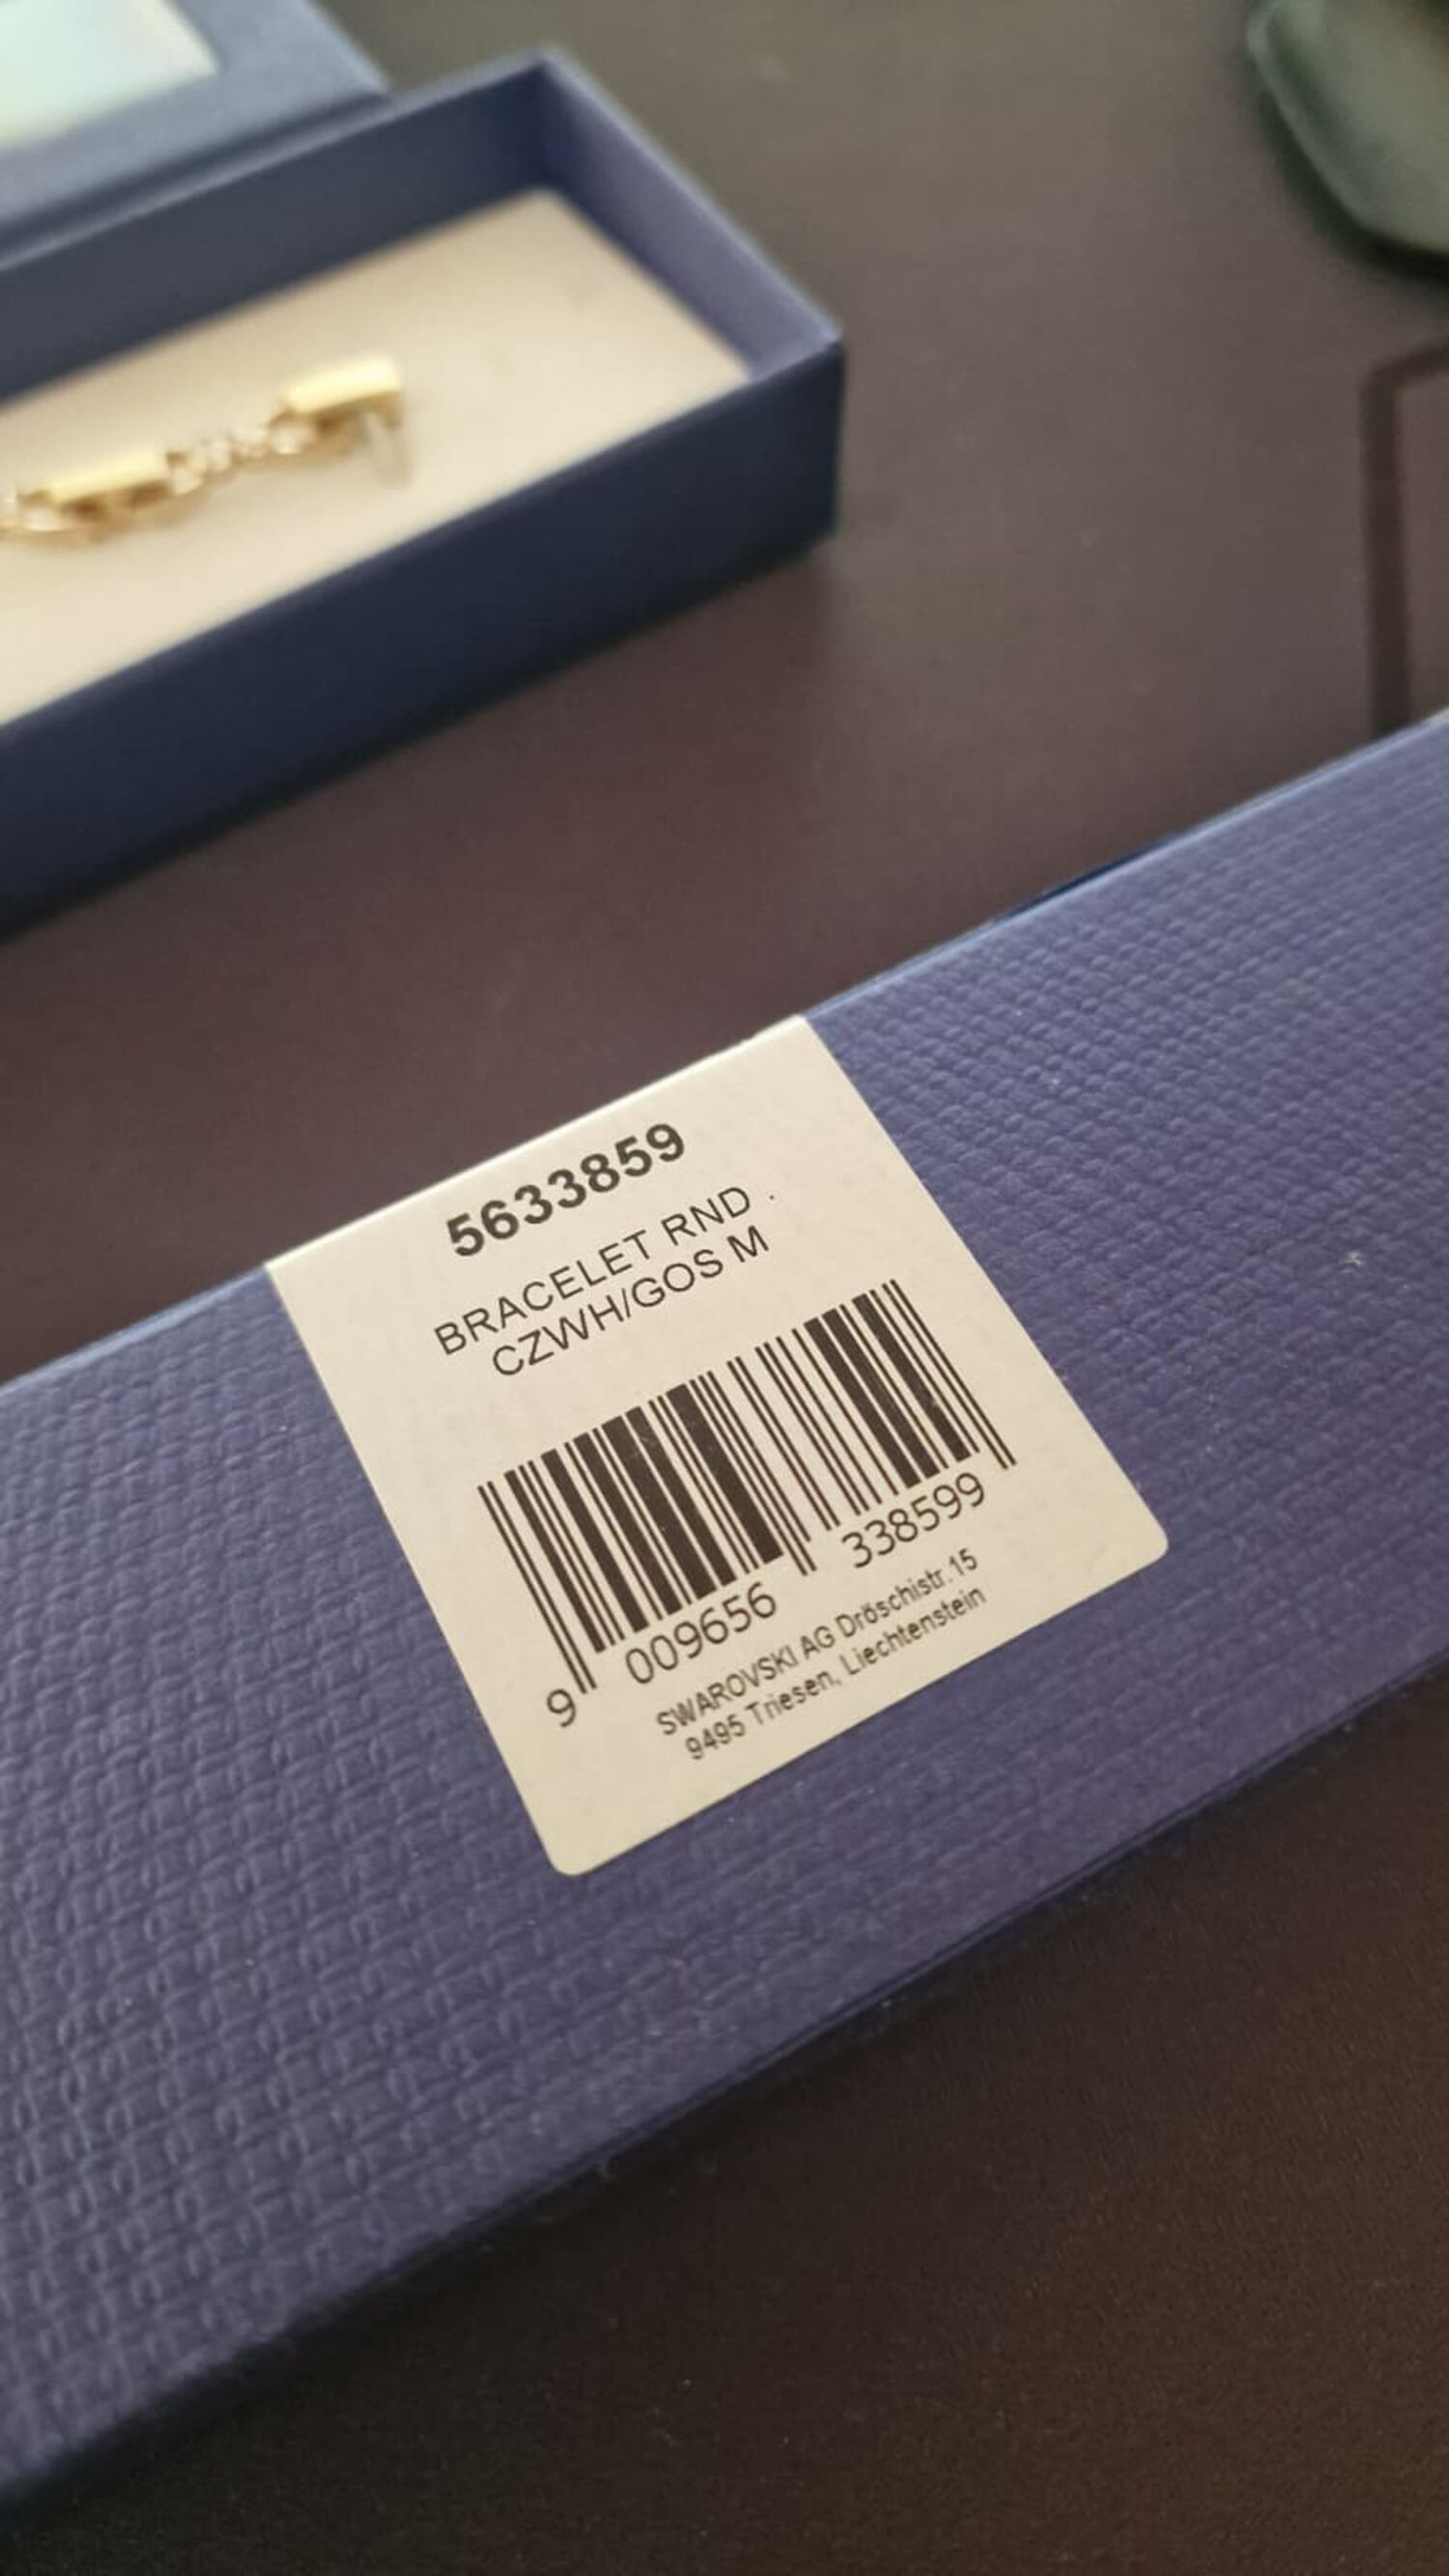 5633859
BRACELET RND .
CZWH/GOS M
9 009656 338599
SWAROVSKI AG Dröschistr. 15
9495 Triesen, Liechtenstein